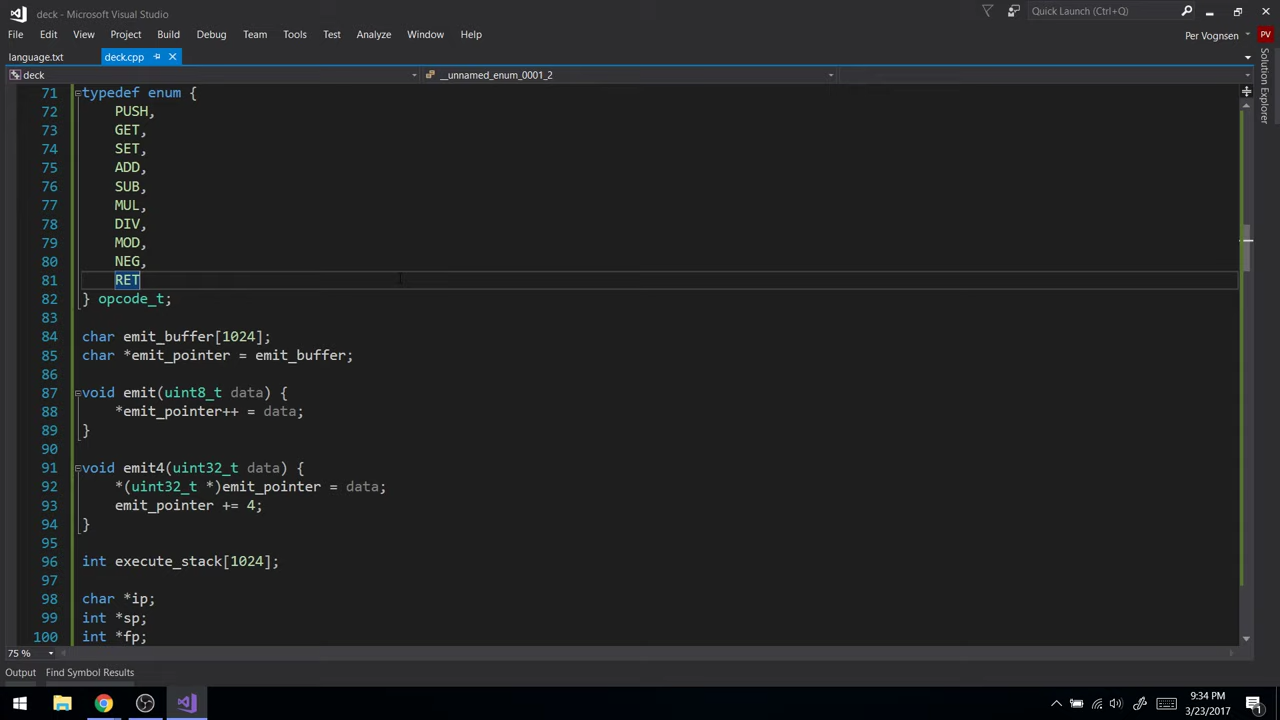 deck - Microsoft Visual Studio
Quick Launch (Ctrl+Q)
File Edit View Project Build Debug Team Tools Test Analyze Window Help
Per Vognsen PV
language.txt deck.cpp
deck __unnamed_enum_0001_2
Solution Explorer
71 typedef enum {
72 PUSH,
73 GET,
74 SET,
75 ADD,
76 SUB,
77 MUL,
78 DIV,
79 MOD,
80 NEG,
81 RET
82 } opcode_t;
83
84 char emit_buffer[1024];
85 char *emit_pointer = emit_buffer;
86
87 void emit(uint8_t data) {
88 *emit_pointer++ = data;
89 }
90
91 void emit4(uint32_t data) {
92 *(uint32_t *)emit_pointer = data;
93 emit_pointer += 4;
94 }
95
96 int execute_stack[1024];
97
98 char *ip;
99 int *sp;
100 int *fp;
75 %
Output Find Symbol Results
9:34 PM
3/23/2017
1